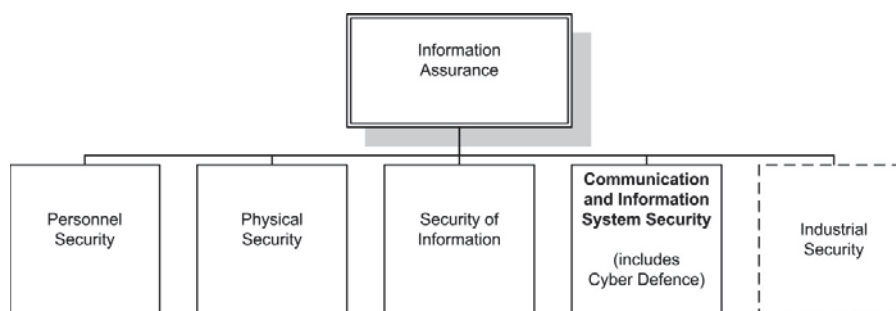 Information
Assurance
Personnel
Security
Physical
Security
Security of
Information
Communication
and Information
System Security
(includes
Cyber Defence)
Industrial
Security